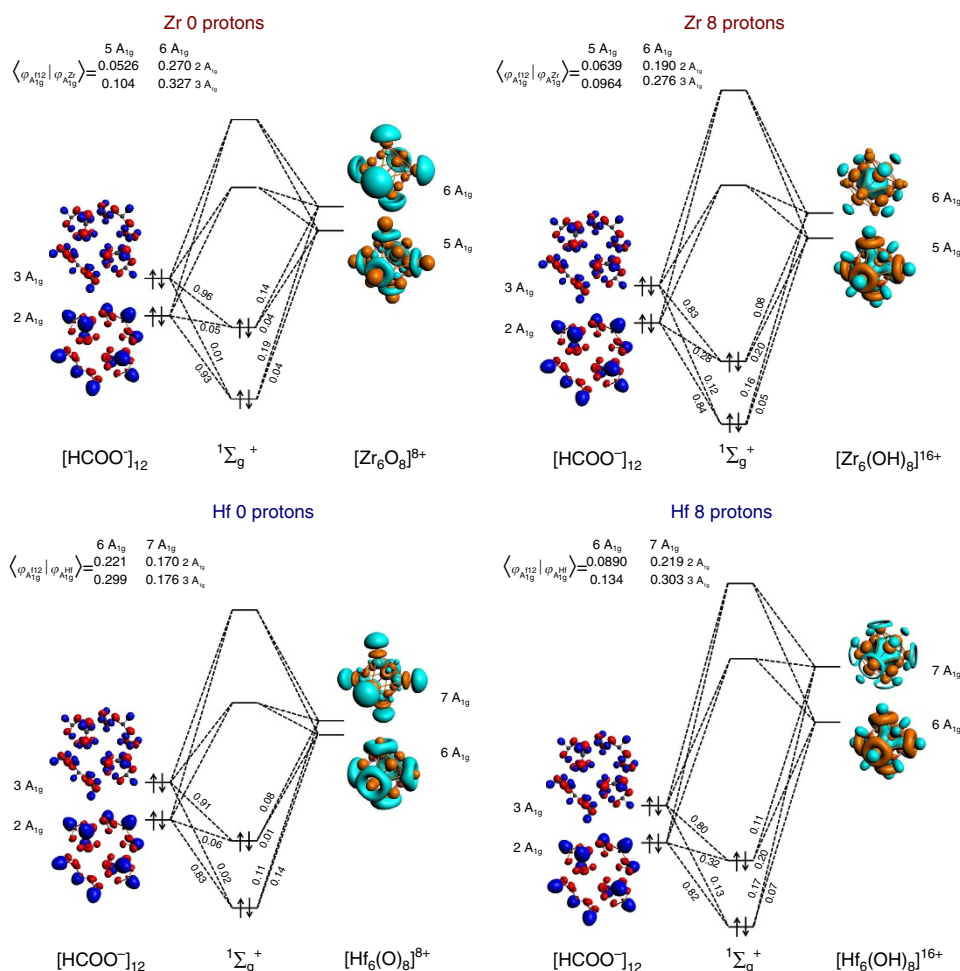 Zr 0 protons
5 A1g 6 A1g
⟨φA1g f12|φA1g Zr⟩= 0.0526 0.270 2 A1g
0.104 0.327 3 A1g
6 A1g
5 A1g
3 A1g
2 A1g
0.96
0.14
0.05
0.04
0.01
0.19
0.93
0.04
[HCOO−]12
1Σg+
[Zr6O8]8+
Zr 8 protons
5 A1g 6 A1g
⟨φA1g f12|φA1g Zr⟩= 0.0639 0.190 2 A1g
0.0964 0.276 3 A1g
6 A1g
5 A1g
3 A1g
2 A1g
0.83
0.08
0.28
0.20
0.12
0.16
0.84
0.05
[HCOO−]12
1Σg+
[Zr6(OH)8]16+
Hf 0 protons
6 A1g 7 A1g
⟨φA1g f12|φA1g Hf⟩= 0.221 0.170 2 A1g
0.299 0.176 3 A1g
7 A1g
6 A1g
3 A1g
2 A1g
0.91
0.08
0.06
0.01
0.02
0.11
0.83
0.14
[HCOO−]12
1Σg+
[Hf6(O)8]8+
Hf 8 protons
6 A1g 7 A1g
⟨φA1g f12|φA1g Hf⟩= 0.0890 0.219 2 A1g
0.134 0.303 3 A1g
7 A1g
6 A1g
3 A1g
2 A1g
0.80
0.11
0.32
0.20
0.13
0.17
0.82
0.07
[HCOO−]12
1Σg+
[Hf6(OH)8]16+